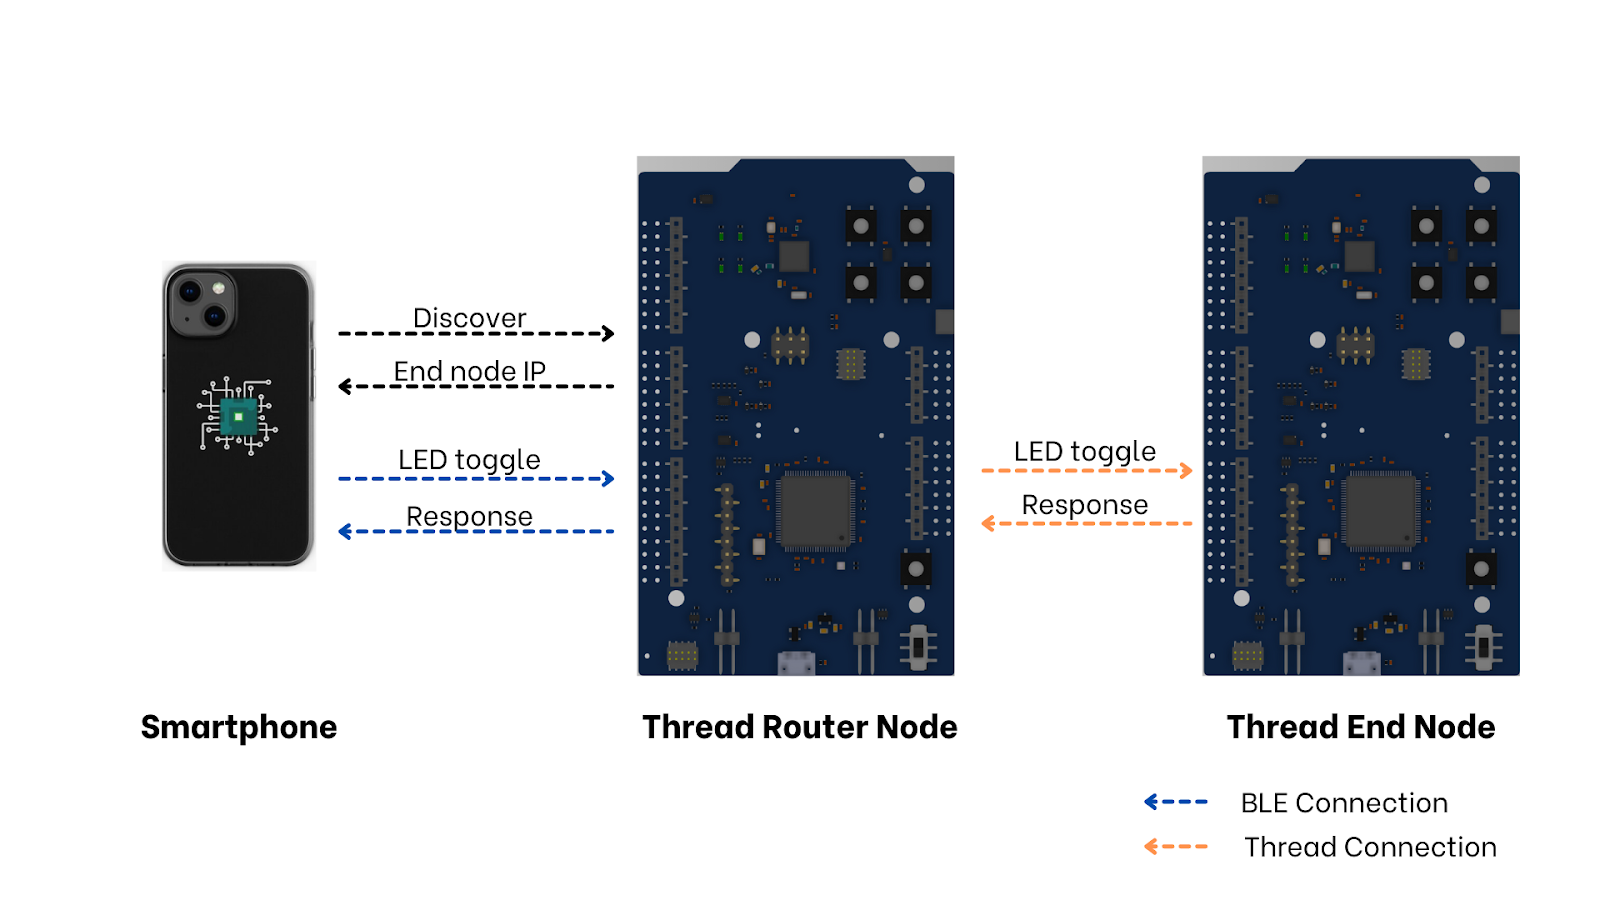 Discover
End node IP
LED toggle
Response
LED toggle
Response
Smartphone
Thread Router Node
Thread End Node
BLE Connection
Thread Connection